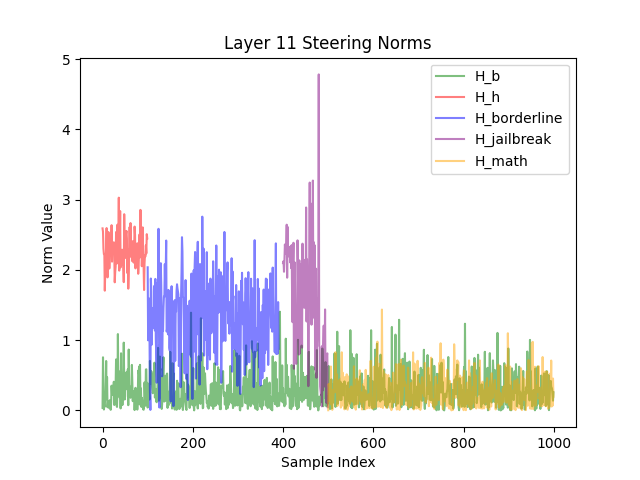 Layer 11 Steering Norms
5
4
3
2
1
0
Norm Value
0
200
400
600
800
1000
Sample Index
H_b
H_h
H_borderline
H_jailbreak
H_math